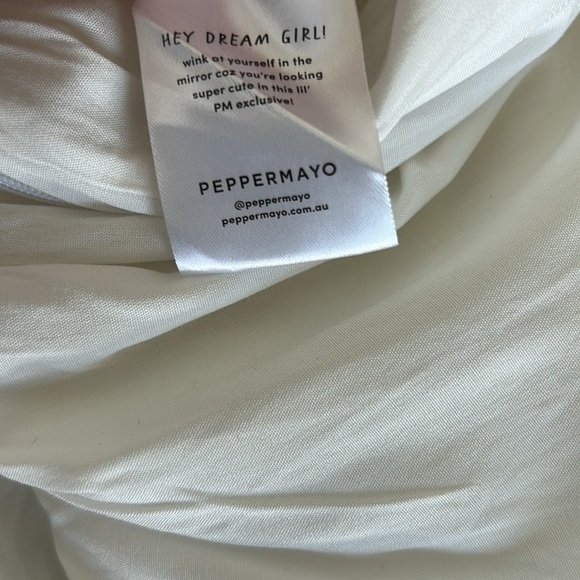 HEY DREAM GIRL!
wink at yourself in the
mirror coz you're looking
super cute in this lil'
PM exclusive!
PEPPERMAYO
@peppermayo
peppermayo.com.au